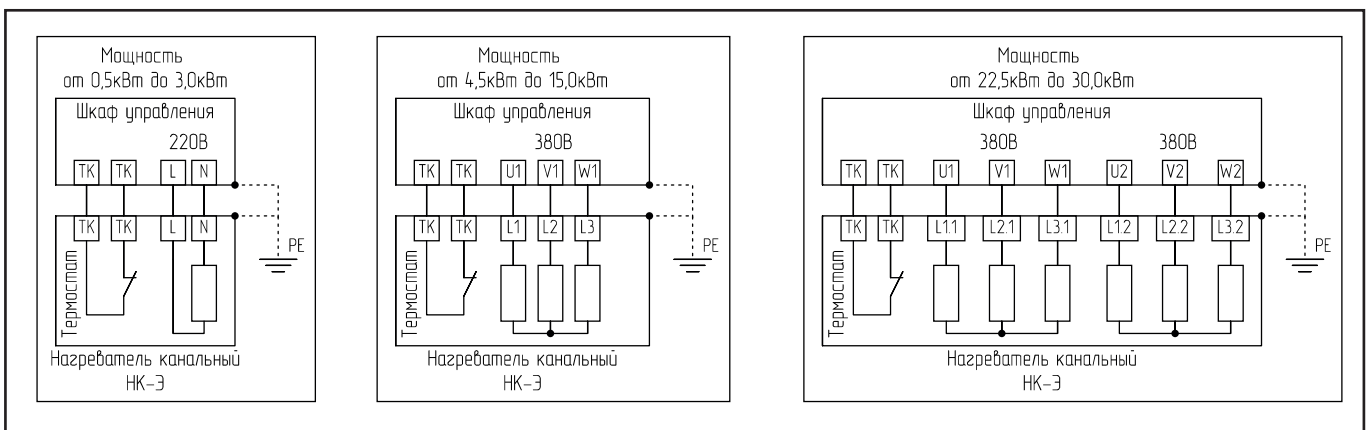 Мощность
от 0,5кВт до 3,0кВт
Шкаф управления
220В
ТК ТК L N
ТК ТК L N
PE
Термостат
Нагреватель канальный
НК-Э
Мощность
от 4,5кВт до 15,0кВт
Шкаф управления
380В
ТК ТК U1 V1 W1
ТК ТК L1 L2 L3
PE
Термостат
Нагреватель канальный
НК-Э
Мощность
от 22,5кВт до 30,0кВт
Шкаф управления
380В 380В
ТК ТК U1 V1 W1 U2 V2 W2
ТК ТК L1.1 L2.1 L3.1 L1.2 L2.2 L3.2
PE
Термостат
Нагреватель канальный
НК-Э